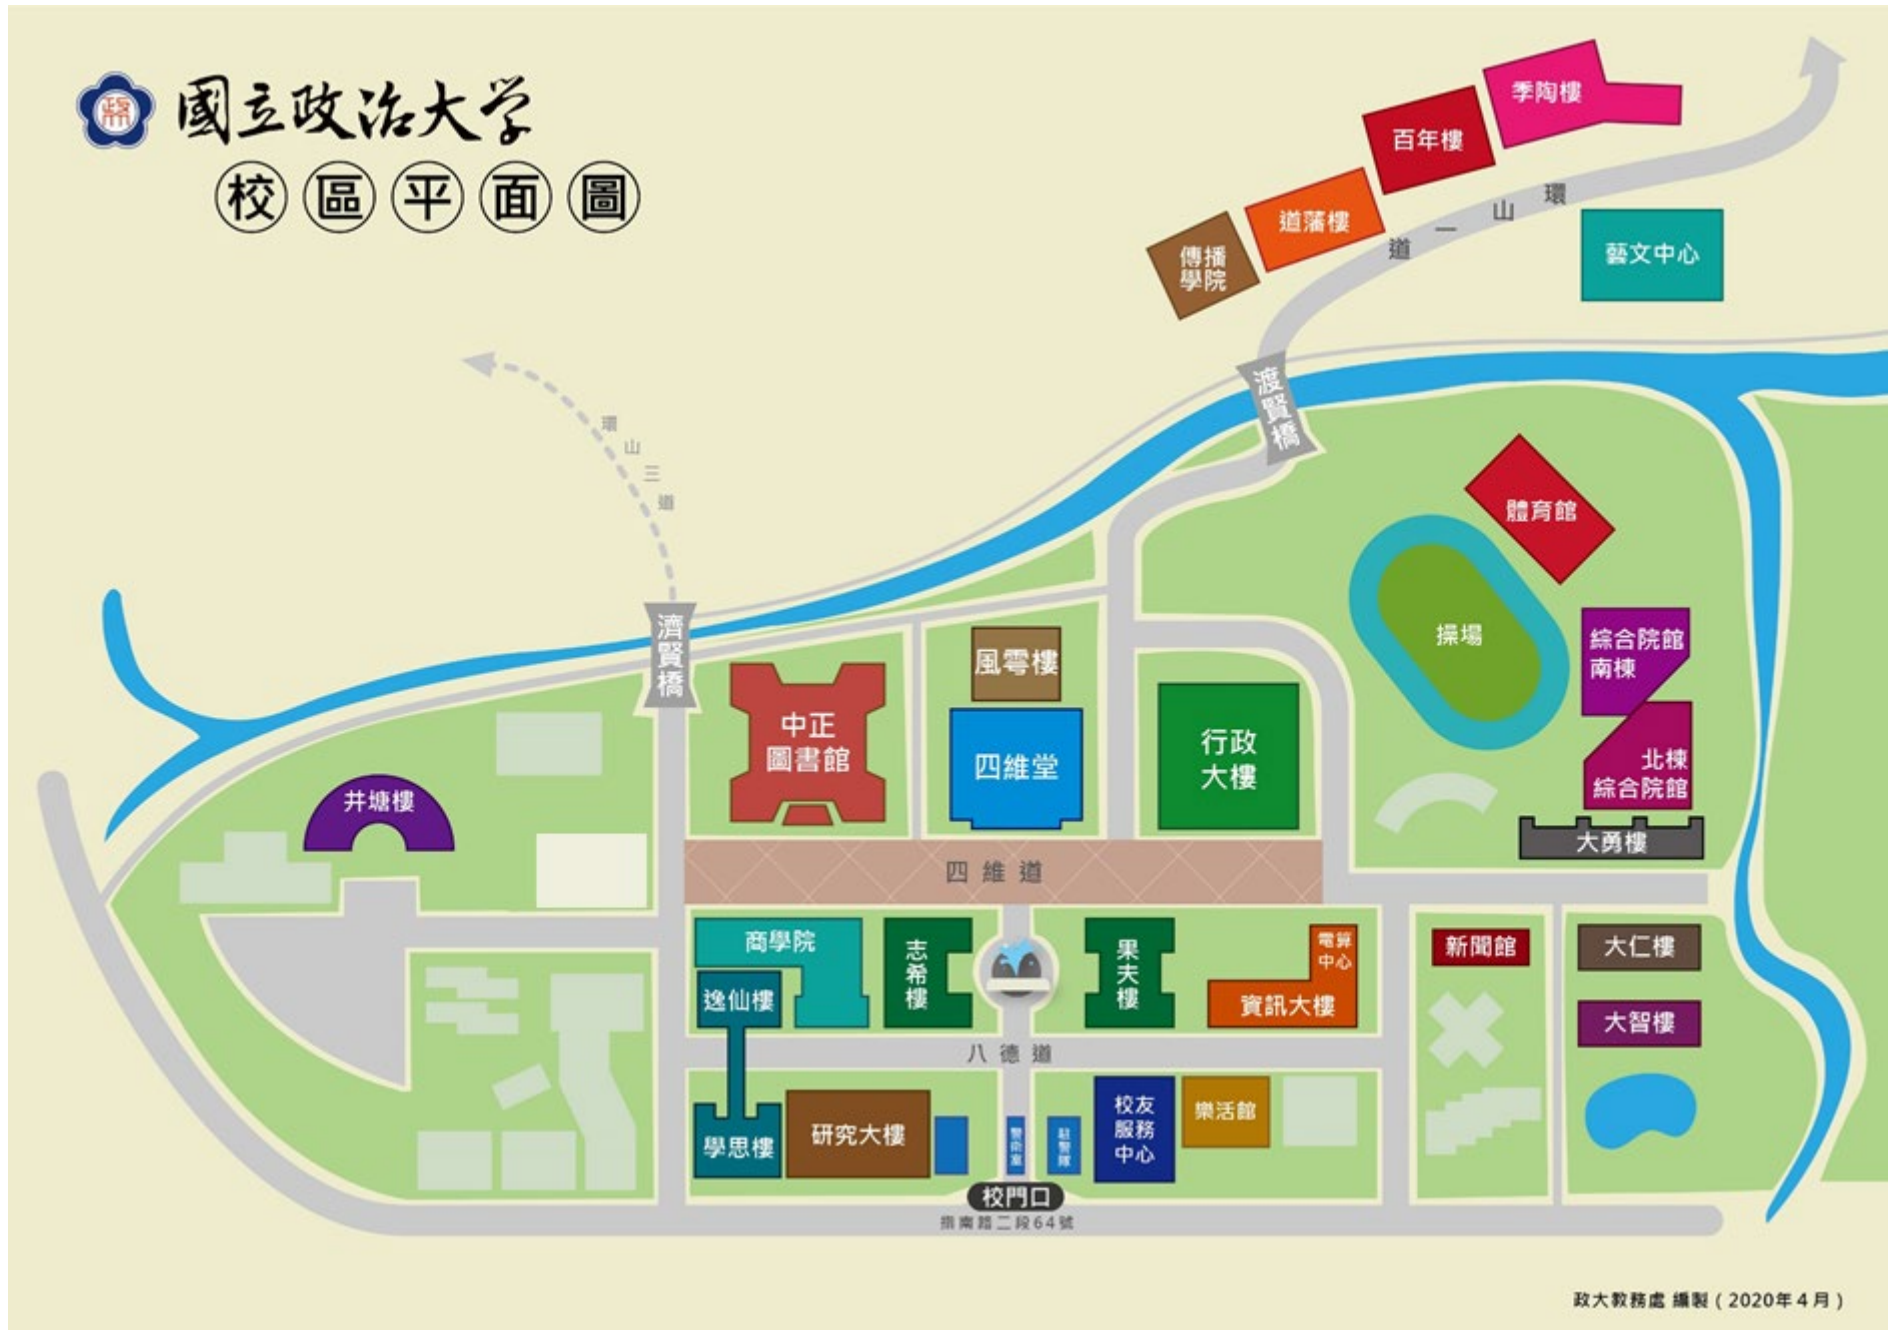 國立政治大学
校區平面圖
季陶樓
百年樓
道藩樓
傳播
學院
環山一道
藝文中心
渡賢橋
環山三道
體育館
操場
濟賢橋
風雩樓
綜合院館
南棟
中正
圖書館
四維堂
行政
大樓
北棟
綜合院館
井塘樓
大勇樓
四維道
商學院
志希樓
果夫樓
電算
中心
新聞館
大仁樓
逸仙樓
資訊大樓
大智樓
八德道
校友
服務
中心
樂活館
學思樓
研究大樓
警衛室
駐警隊
校門口
指南路二段64號
政大教務處 編製 ( 2020年4月 )